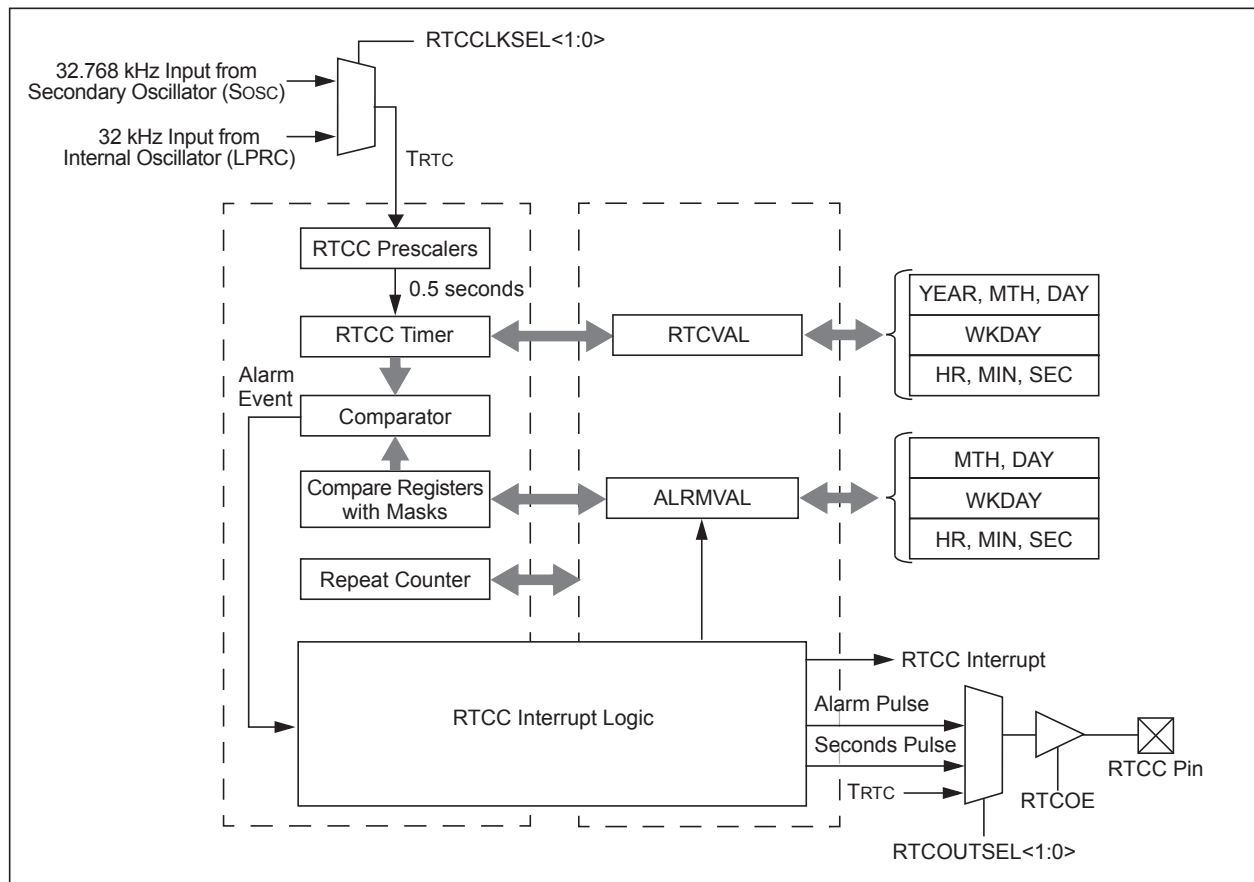 RTCCLKSEL<1:0>
32.768 kHz Input from
Secondary Oscillator (SOSC)
32 kHz Input from
Internal Oscillator (LPRC)
TRTC
RTCC Prescalers
0.5 seconds
RTCC Timer
RTCVAL
YEAR, MTH, DAY
WKDAY
HR, MIN, SEC
Alarm
Event
Comparator
Compare Registers
with Masks
ALRMVAL
MTH, DAY
WKDAY
HR, MIN, SEC
Repeat Counter
RTCC Interrupt Logic
RTCC Interrupt
Alarm Pulse
Seconds Pulse
TRTC
RTCC Pin
RTCOE
RTCOUTSEL<1:0>